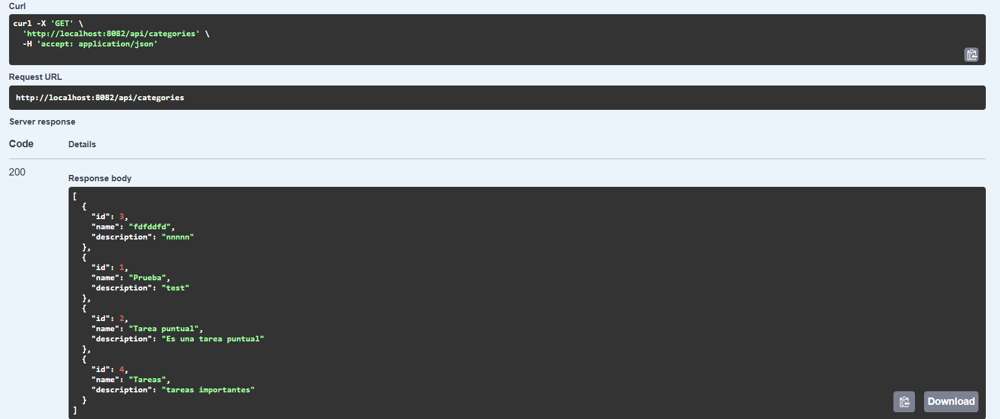 Curl
curl -X 'GET' \
  'http://localhost:8082/api/categories' \
  -H 'accept: application/json'
Request URL
http://localhost:8082/api/categories
Server response
Code Details
200
Response body
[
  {
    "id": 3,
    "name": "fdfddfd",
    "description": "nnnnn"
  },
  {
    "id": 1,
    "name": "Prueba",
    "description": "test"
  },
  {
    "id": 2,
    "name": "Tarea puntual",
    "description": "Es una tarea puntual"
  },
  {
    "id": 4,
    "name": "Tareas",
    "description": "tareas importantes"
  }
]
Download